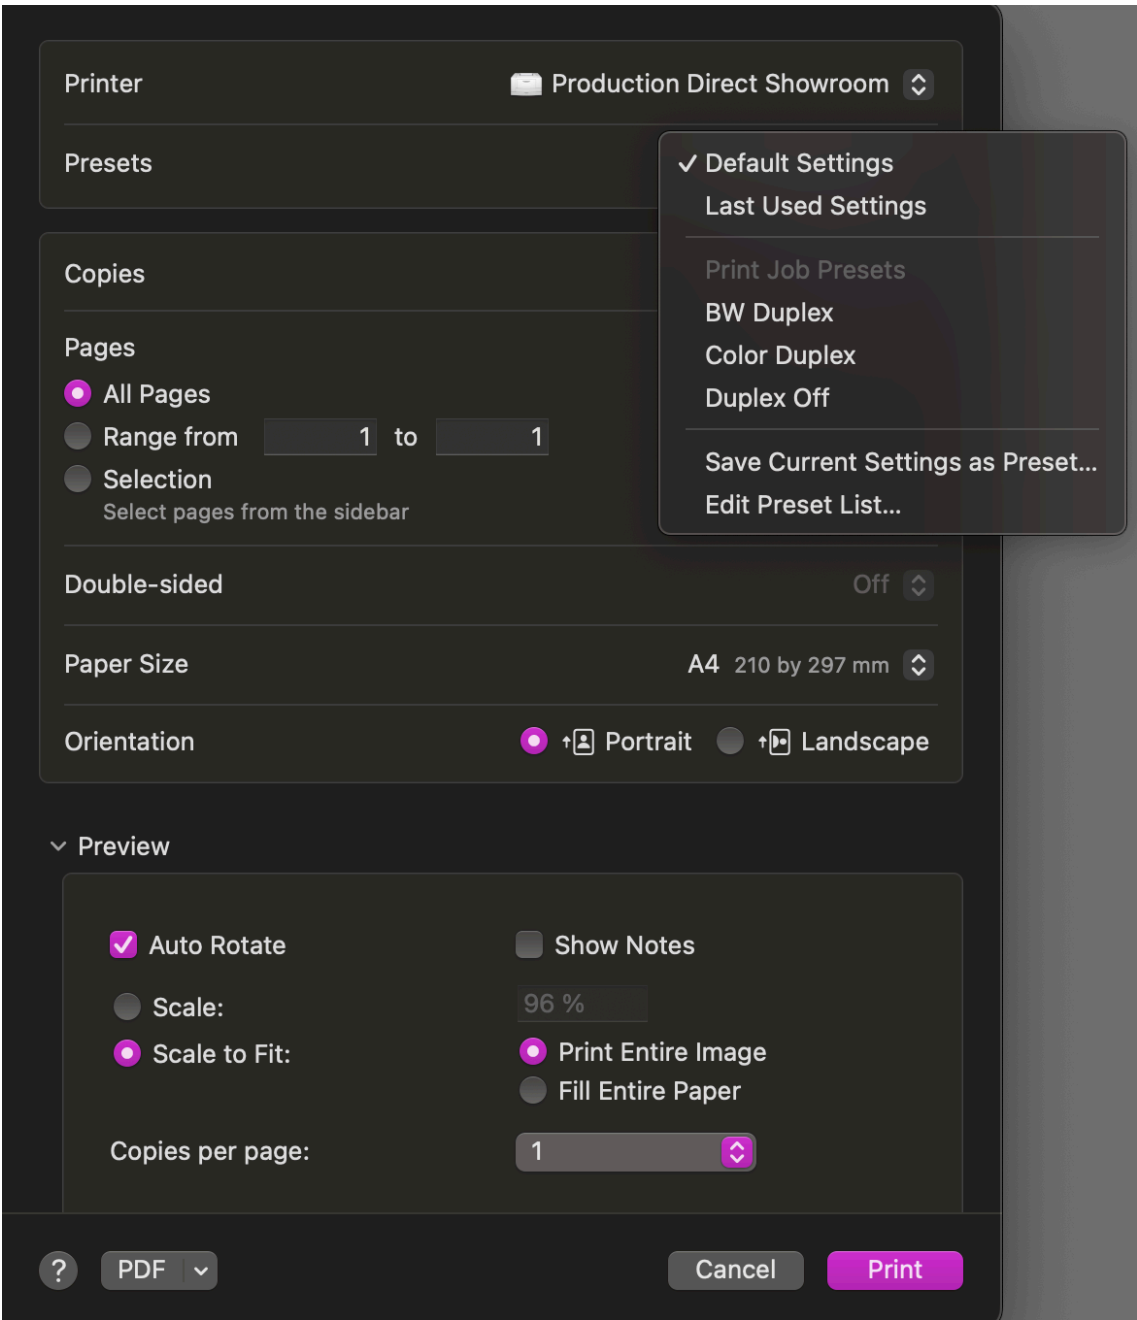 Printer
Production Direct Showroom
Presets
Default Settings
Last Used Settings
Print Job Presets
BW Duplex
Color Duplex
Duplex Off
Save Current Settings as Preset...
Edit Preset List...
Copies
Pages
All Pages
Range from 1 to 1
Selection
Select pages from the sidebar
Double-sided Off
Paper Size A4 210 by 297 mm
Orientation Portrait Landscape
Preview
Auto Rotate Show Notes
Scale: 96 %
Scale to Fit: Print Entire Image
Fill Entire Paper
Copies per page: 1
? PDF Cancel Print